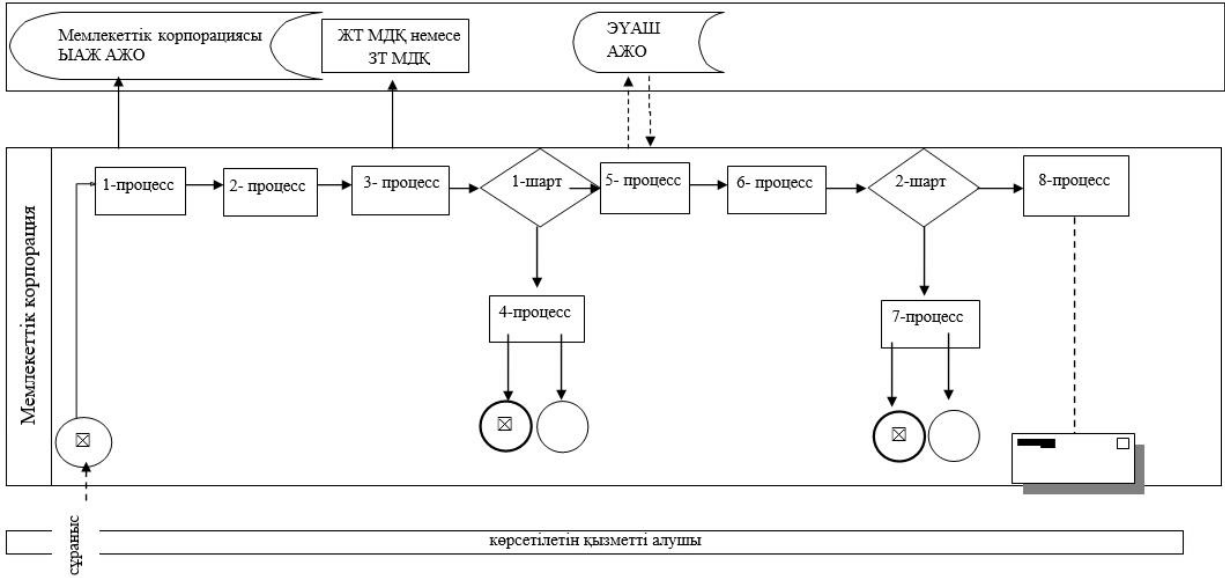 Мемлекеттік корпорациясы
ЫАЖ АЖО
ЖТ МДҚ немесе
ЗТ МДҚ
ЭҮАШ
АЖО
Мемлекеттік корпорация
1-процесс
2- процесс
3- процесс
1-шарт
5- процесс
6- процесс
2-шарт
8-процесс
4-процесс
7-процесс
сұраныс
көрсетілетін қызметті алушы